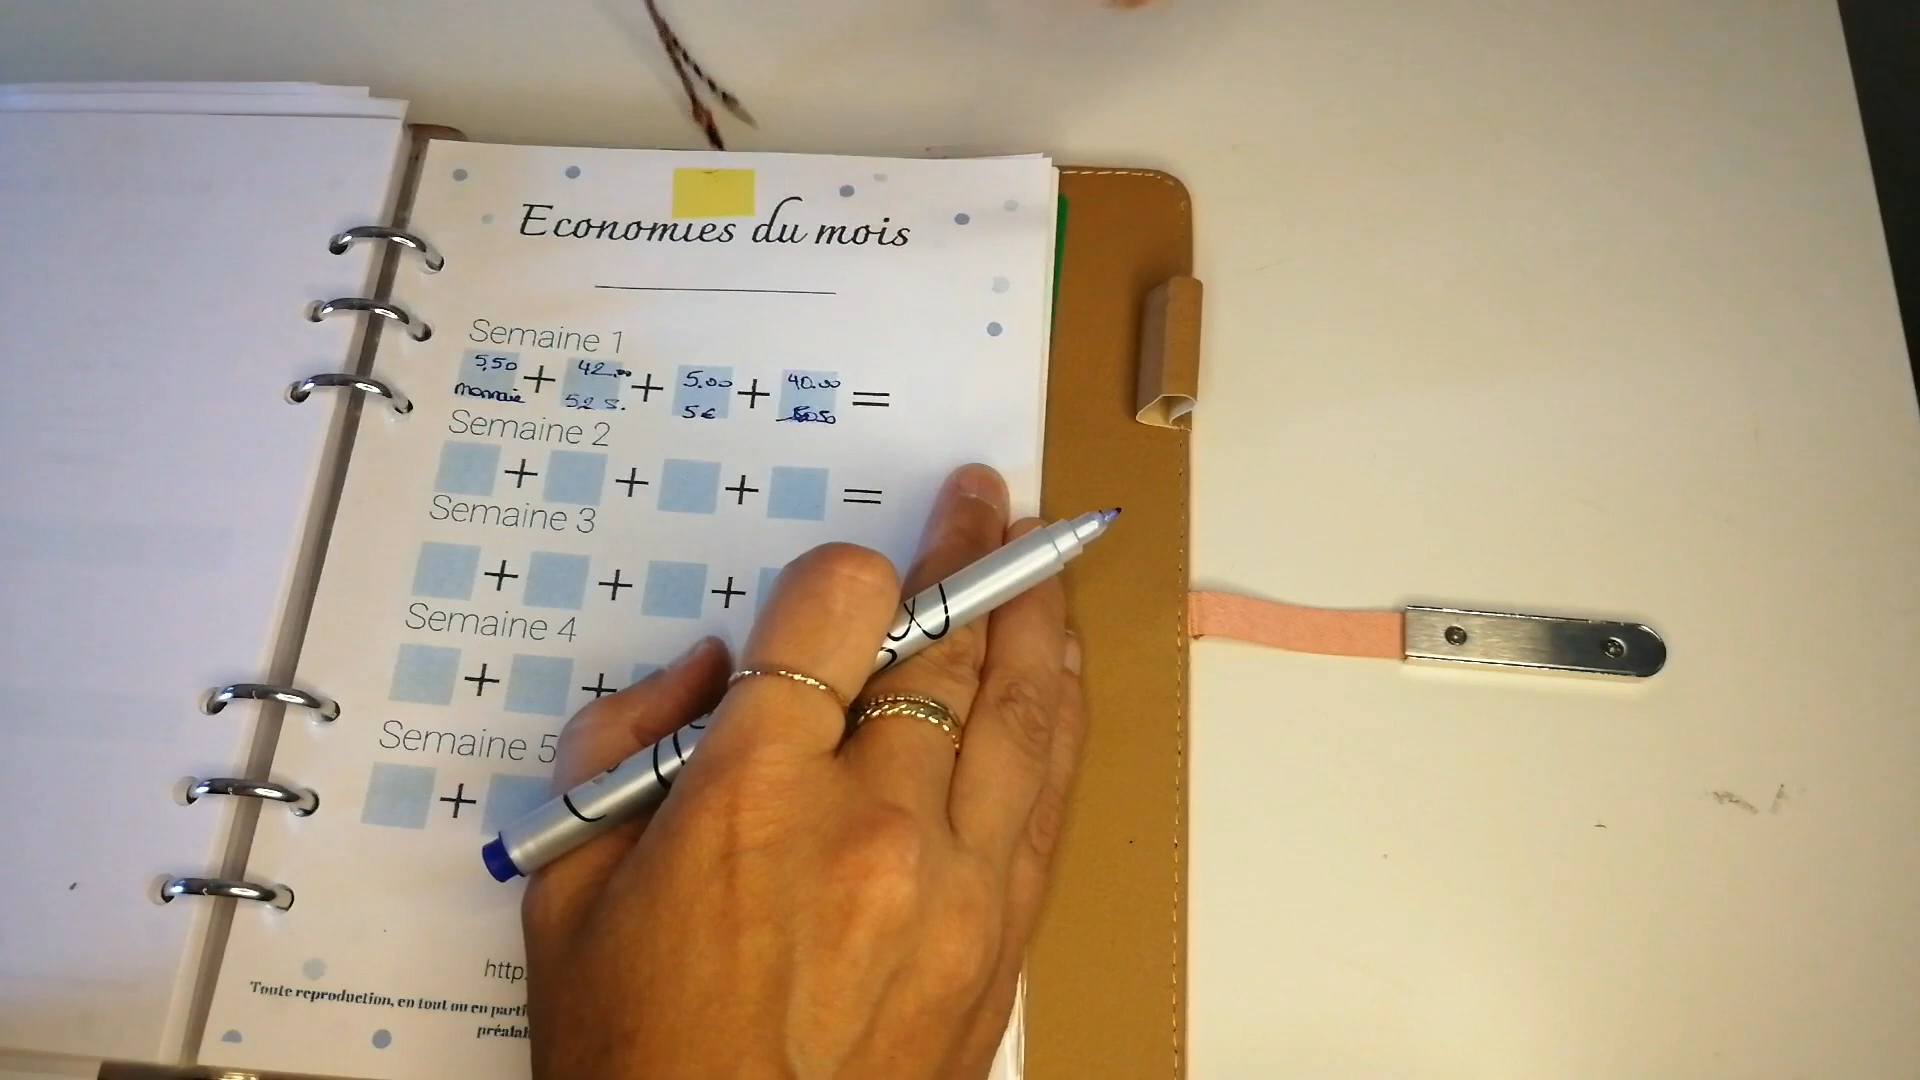 Economies du mois
Semaine 1
5,50 + 42.00 + 5.00 + 40.00 =
monnaie 52 s. 5€
Semaine 2
+ + + =
Semaine 3
+ + +
Semaine 4
+ +
Semaine 5
+
http
Toute reproduction, en tout ou en parti
préalab